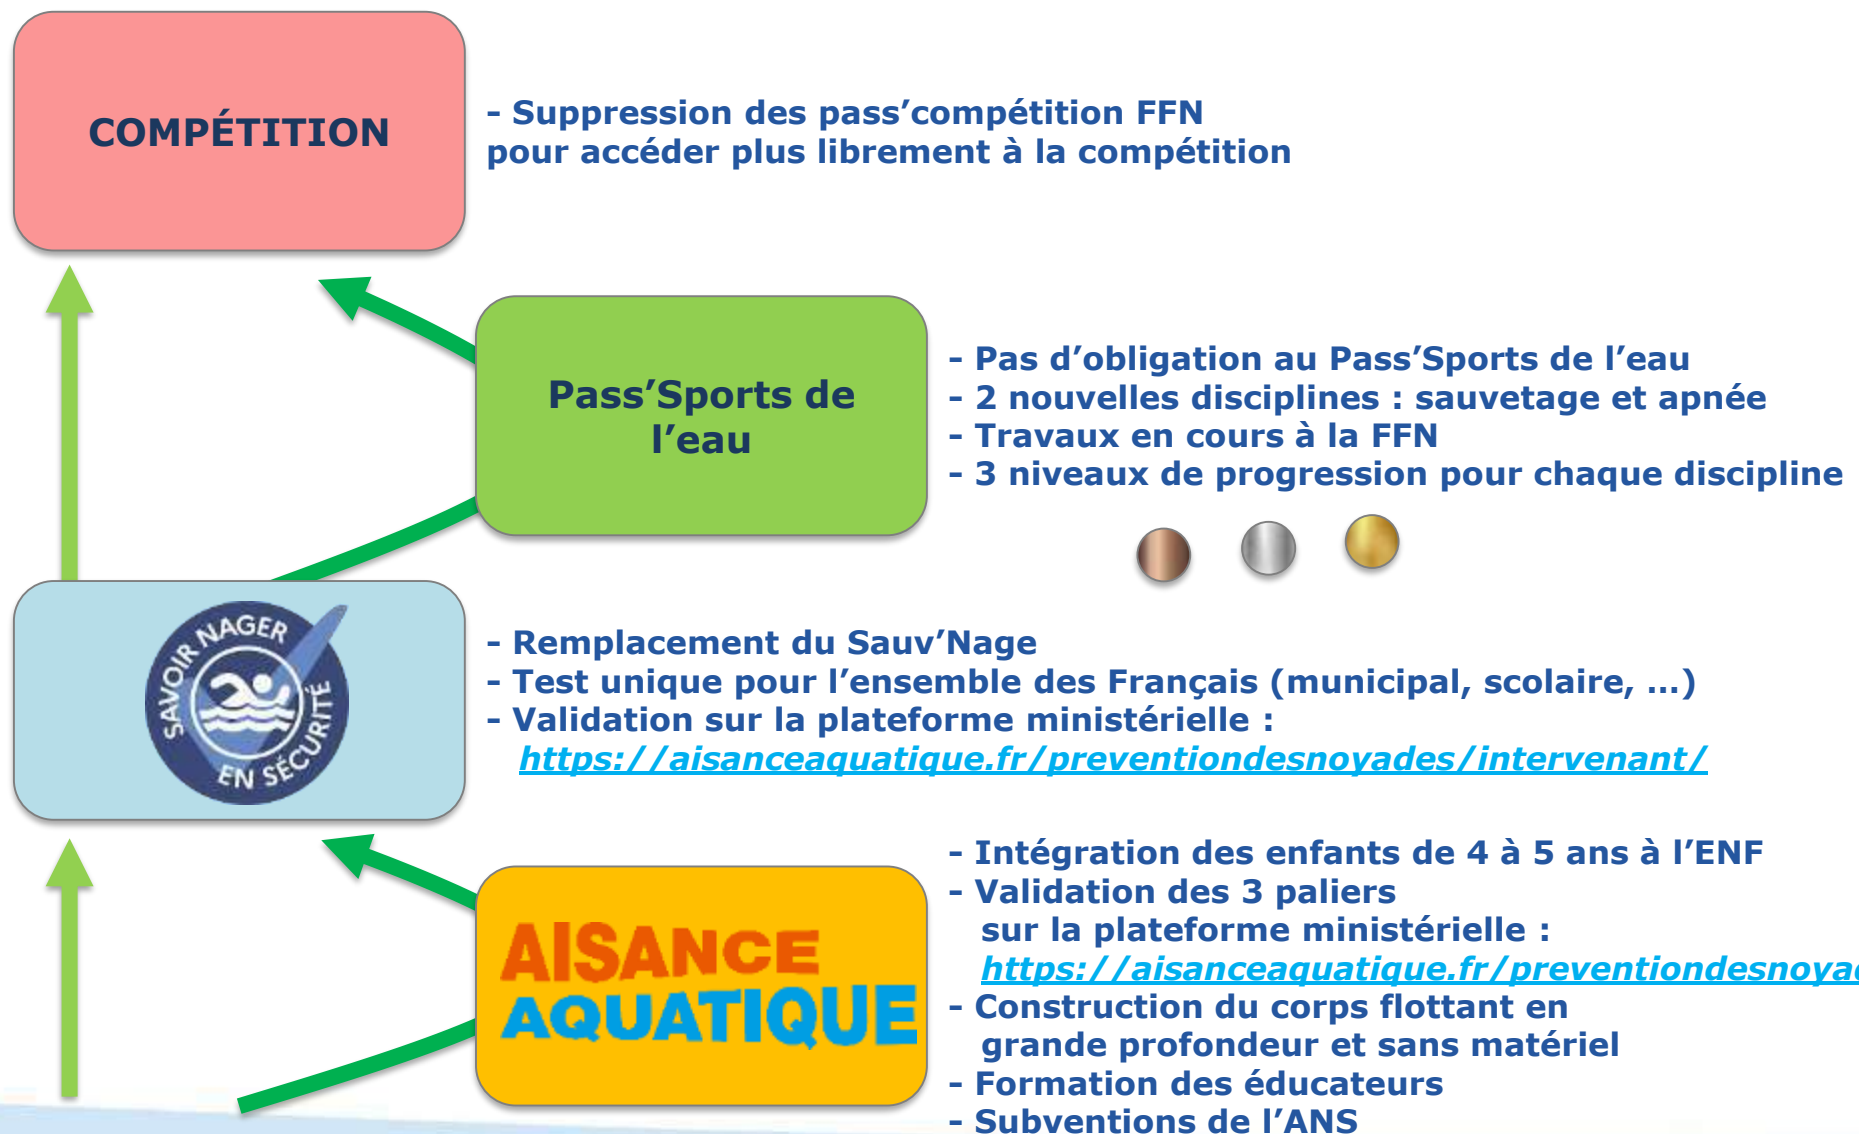 COMPÉTITION
- Suppression des pass’compétition FFN
pour accéder plus librement à la compétition
Pass’Sports de
l’eau
- Pas d’obligation au Pass’Sports de l’eau
- 2 nouvelles disciplines : sauvetage et apnée
- Travaux en cours à la FFN
- 3 niveaux de progression pour chaque discipline
SAVOIR NAGER
EN SÉCURITÉ
- Remplacement du Sauv’Nage
- Test unique pour l’ensemble des Français (municipal, scolaire, …)
- Validation sur la plateforme ministérielle :
https://aisanceaquatique.fr/preventiondesnoyades/intervenant/
AISANCE
AQUATIQUE
- Intégration des enfants de 4 à 5 ans à l’ENF
- Validation des 3 paliers
sur la plateforme ministérielle :
https://aisanceaquatique.fr/preventiondesnoya
- Construction du corps flottant en
grande profondeur et sans matériel
- Formation des éducateurs
- Subventions de l’ANS